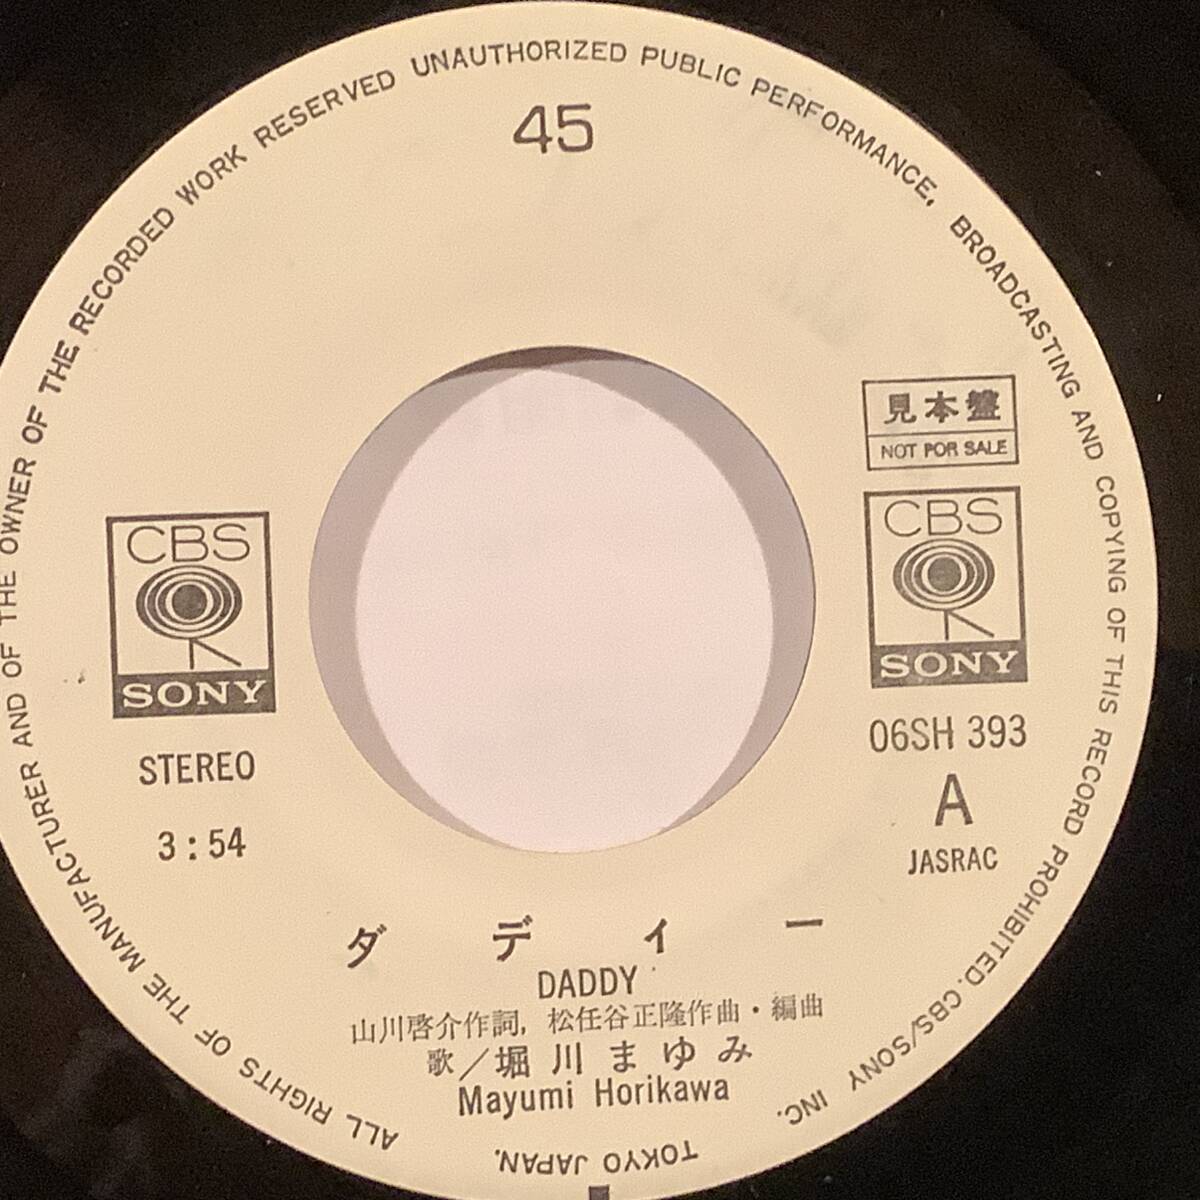 ALL RIGHTS OF THE MANUFACTURER AND OF THE OWNER OF THE RECORDED WORK RESERVED UNAUTHORIZED PUBLIC PERFORMANCE, BROADCASTING AND COPYING OF THIS RECORD PROHIBITED. CBS/SONY INC. TOKYO JAPAN.
45
見本盤
NOT FOR SALE
CBS
SONY
STEREO
3:54
CBS
SONY
06SH 393
A
JASRAC
ダディー
DADDY
山川啓介作詞, 松任谷正隆作曲・編曲
歌/堀川まゆみ
Mayumi Horikawa